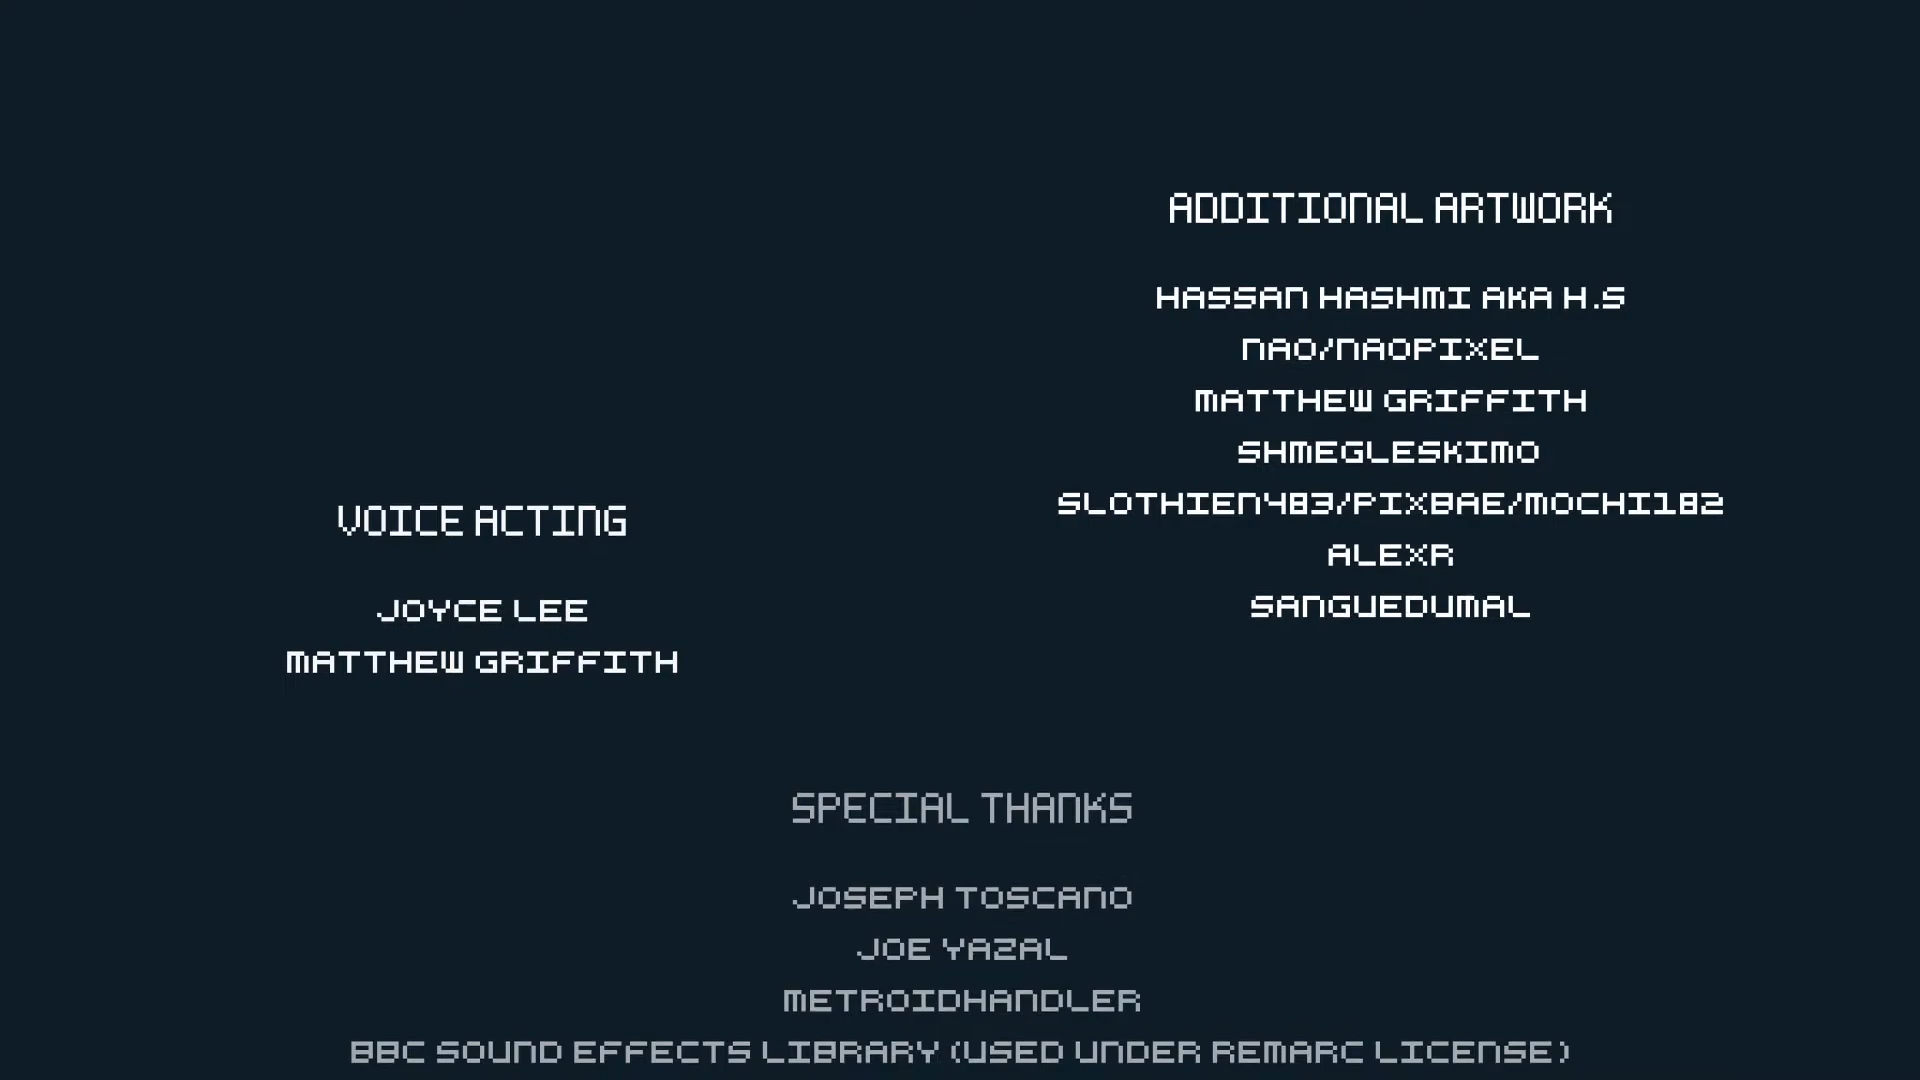 ADDITIONAL ARTWORK
HASSAN HASHMI AKA H.S
NAO/NAOPIXEL
MATTHEW GRIFFITH
SHMEGLESKIMO
SLOTHIEN483/PIXBAE/MOCHI182
ALEXR
SANGUEDUMAL
VOICE ACTING
JOYCE LEE
MATTHEW GRIFFITH
SPECIAL THANKS
JOSEPH TOSCANO
JOE YAZAL
METROIDHANDLER
BBC SOUND EFFECTS LIBRARY (USED UNDER REMARC LICENSE)